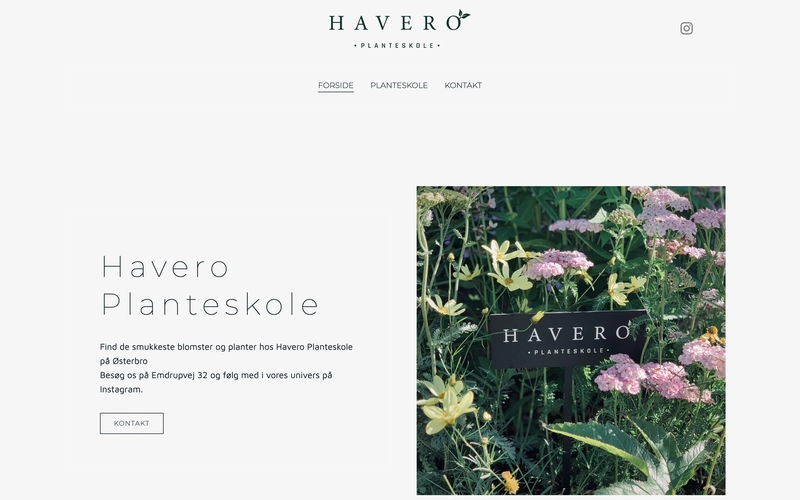 HAVERO
• PLANTESKOLE •
FORSIDE PLANTESKOLE KONTAKT
Havero
Planteskole
Find de smukkeste blomster og planter hos Havero Planteskole
på Østerbro
Besøg os på Emdrupvej 32 og følg med i vores univers på
Instagram.
KONTAKT
HAVERO
• PLANTESKOLE •